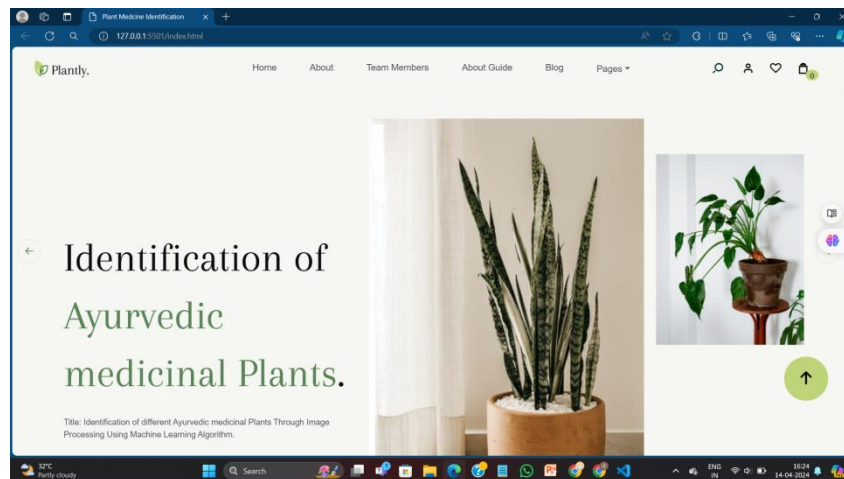 Plant Medcine Identification
127.0.0.1:5501/index.html
Plantly.
Home About Team Members About Guide Blog Pages
0
Identification of
Ayurvedic
medicinal Plants.
Title: Identification of different Ayurvedic medicinal Plants Through Image
Processing Using Machine Learning Algorithm.
32°C
Partly cloudy
Search
ENG
IN
16:24
14-04-2024